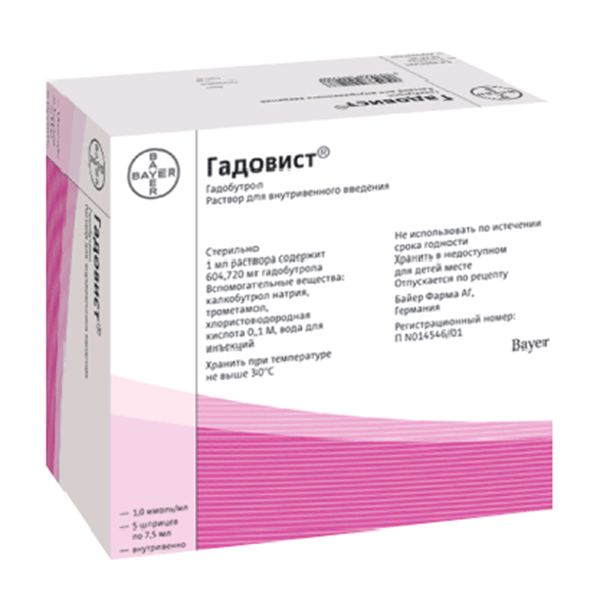 Гадовист®
BAYER
BAYER
Гадовист®
Гадобутрол
Раствор для внутривенного введения
Стерильно
1 мл раствора содержит
604,720 мг гадобутрола
Вспомогательные вещества:
калкобутрол натрия,
трометамол,
хлористоводородная
кислота 0,1 М, вода для
инъекций
Хранить при температуре
не выше 30°С
Не использовать по истечении
срока годности
Хранить в недоступном
для детей месте
Отпускается по рецепту
Байер Фарма АГ,
Германия
Регистрационный номер:
П N014546/01
Bayer
Гадовист®
— 1,0 ммоль/мл
— 5 шприцев
по 7,5 мл
— внутривенно